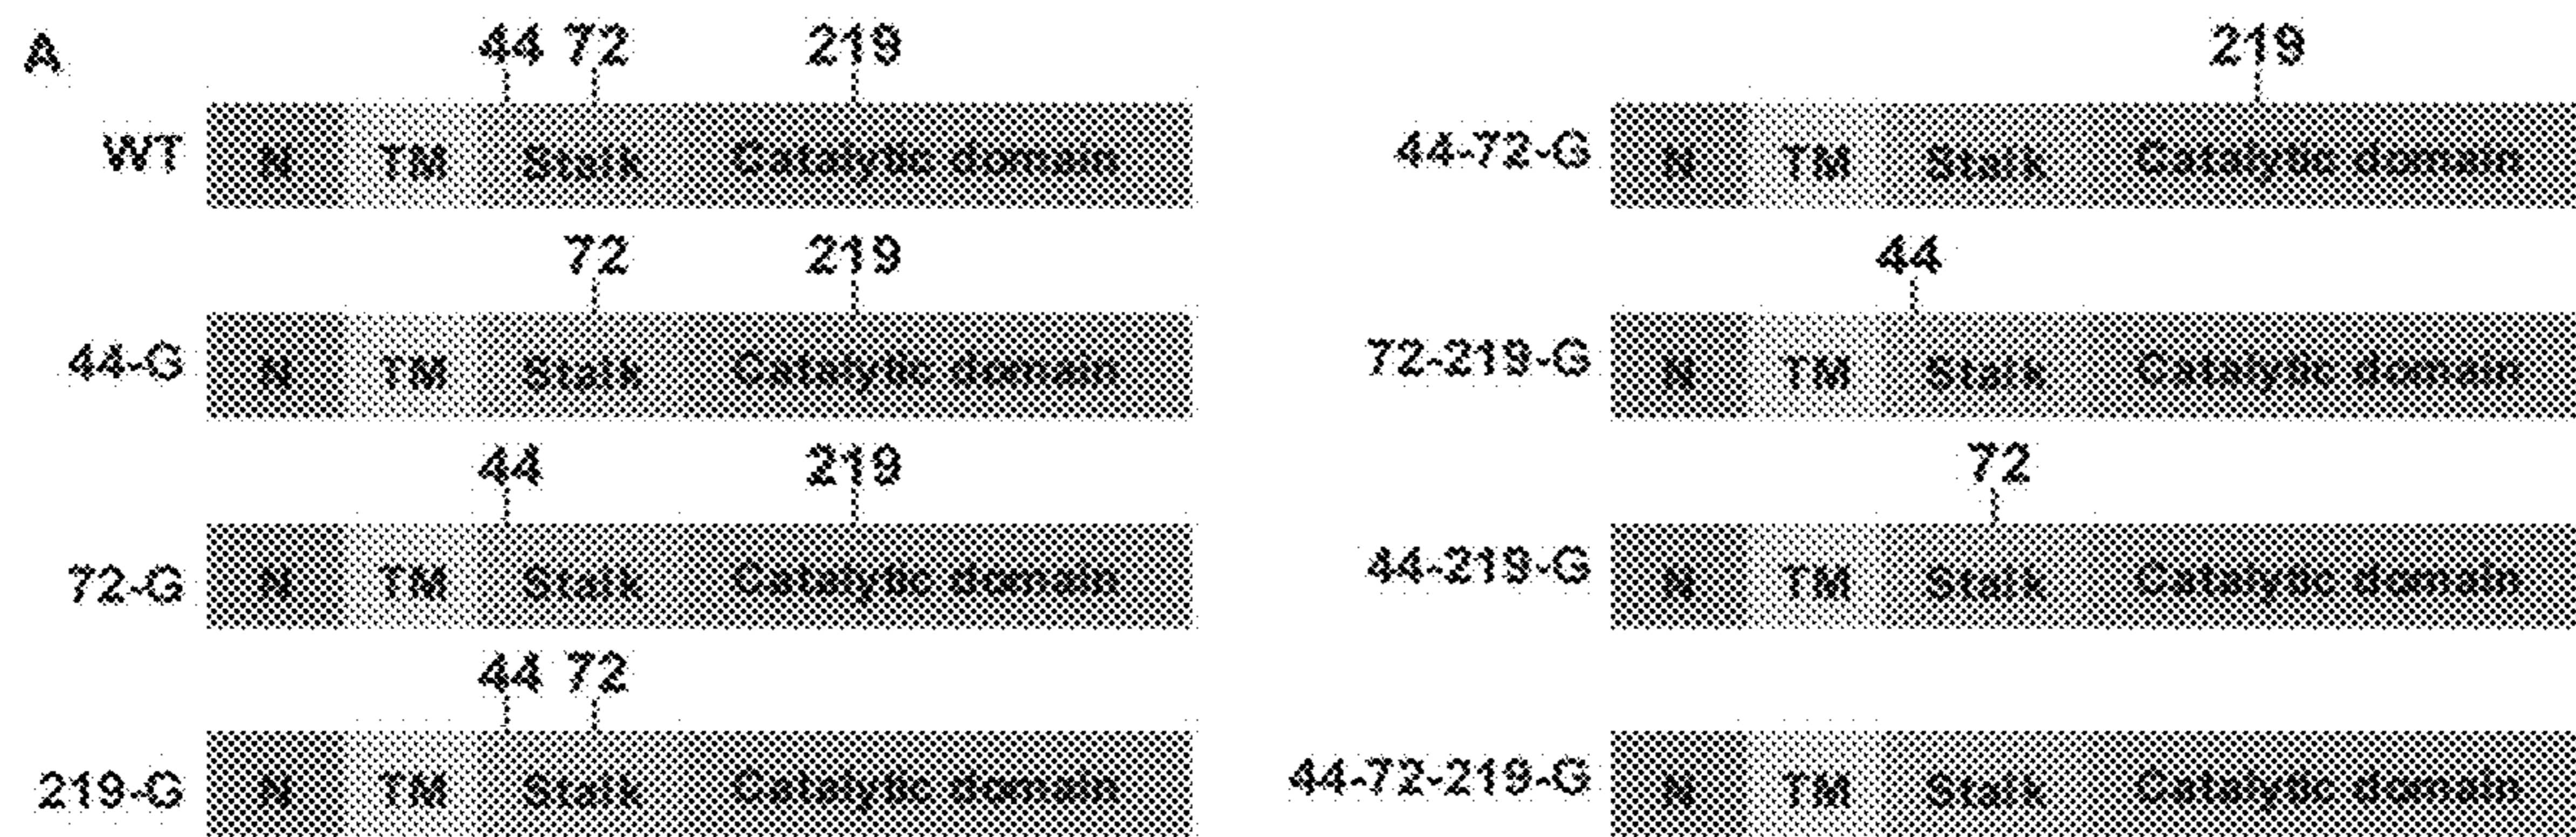 A
44 72 219
WT N TM Stalk Catalytic domain
72 219
44-G N TM Stalk Catalytic domain
44 219
72-G N TM Stalk Catalytic domain
44 72
219-G N TM Stalk Catalytic domain
219
44-72-G N TM Stalk Catalytic domain
44
72-219-G N TM Stalk Catalytic domain
72
44-219-G N TM Stalk Catalytic domain
44-72-219-G N TM Stalk Catalytic domain